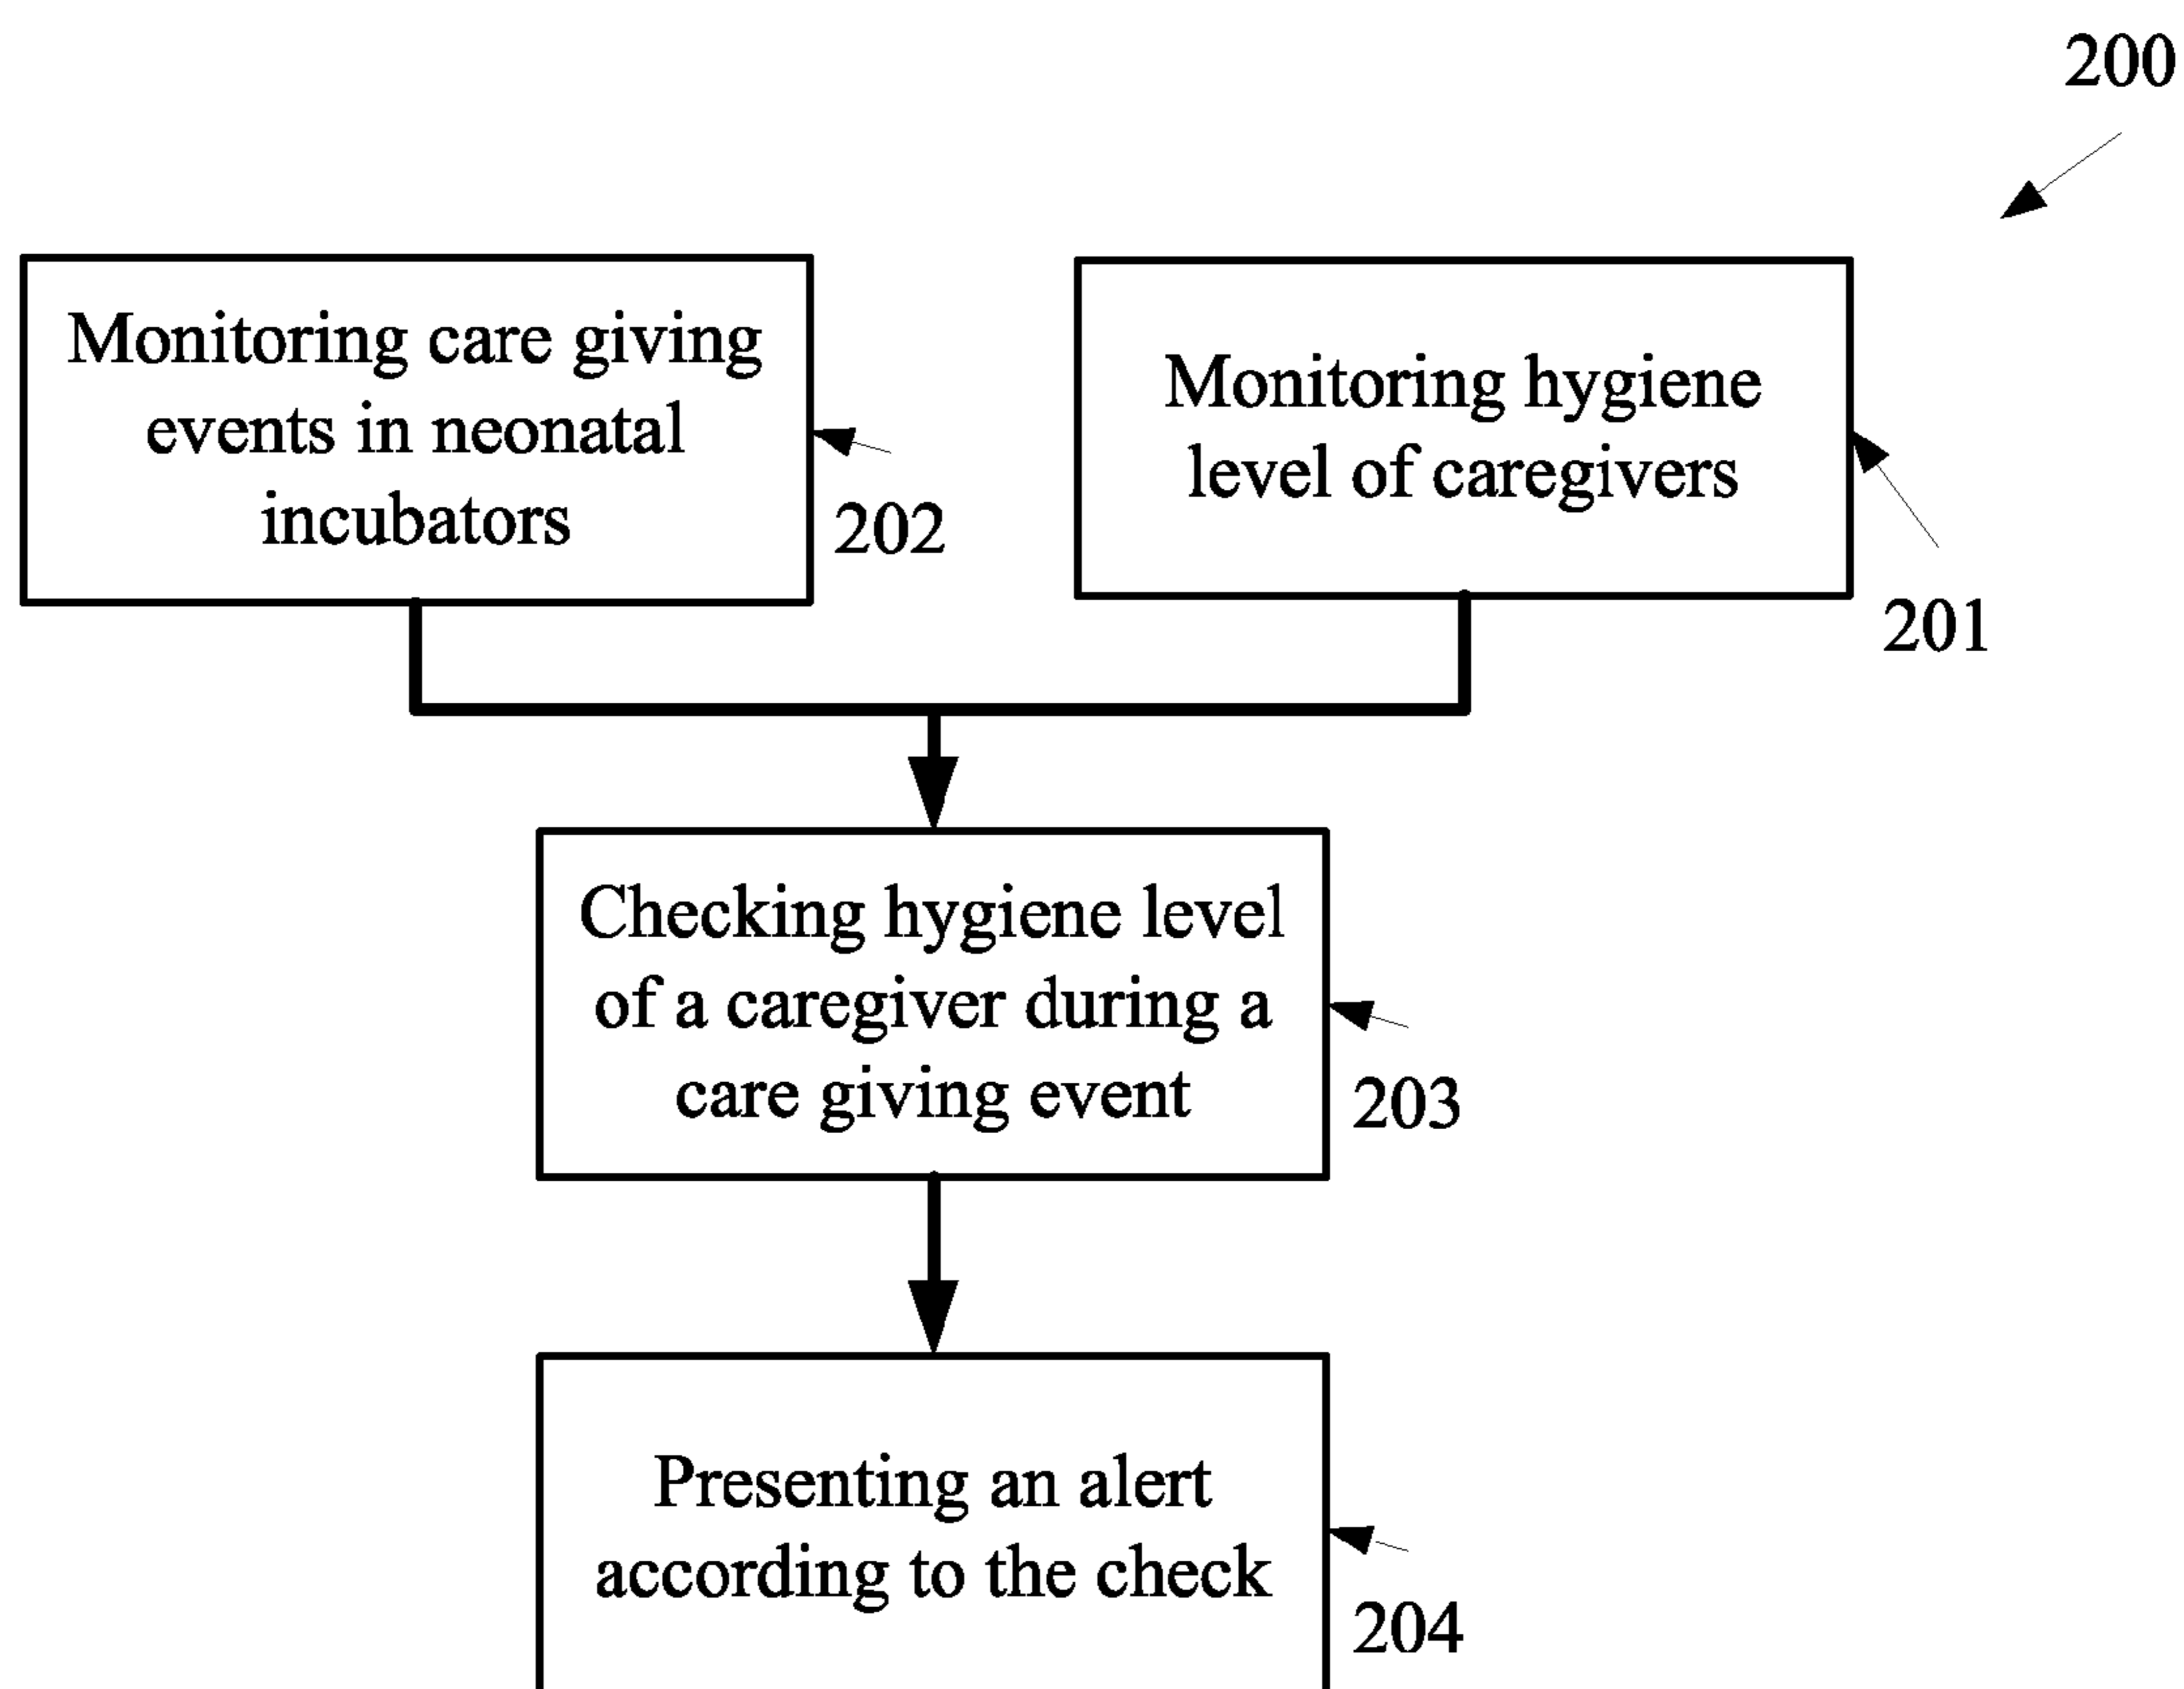 200
Monitoring care giving
events in neonatal
incubators
202
Monitoring hygiene
level of caregivers
201
Checking hygiene level
of a caregiver during a
care giving event
203
Presenting an alert
according to the check
204